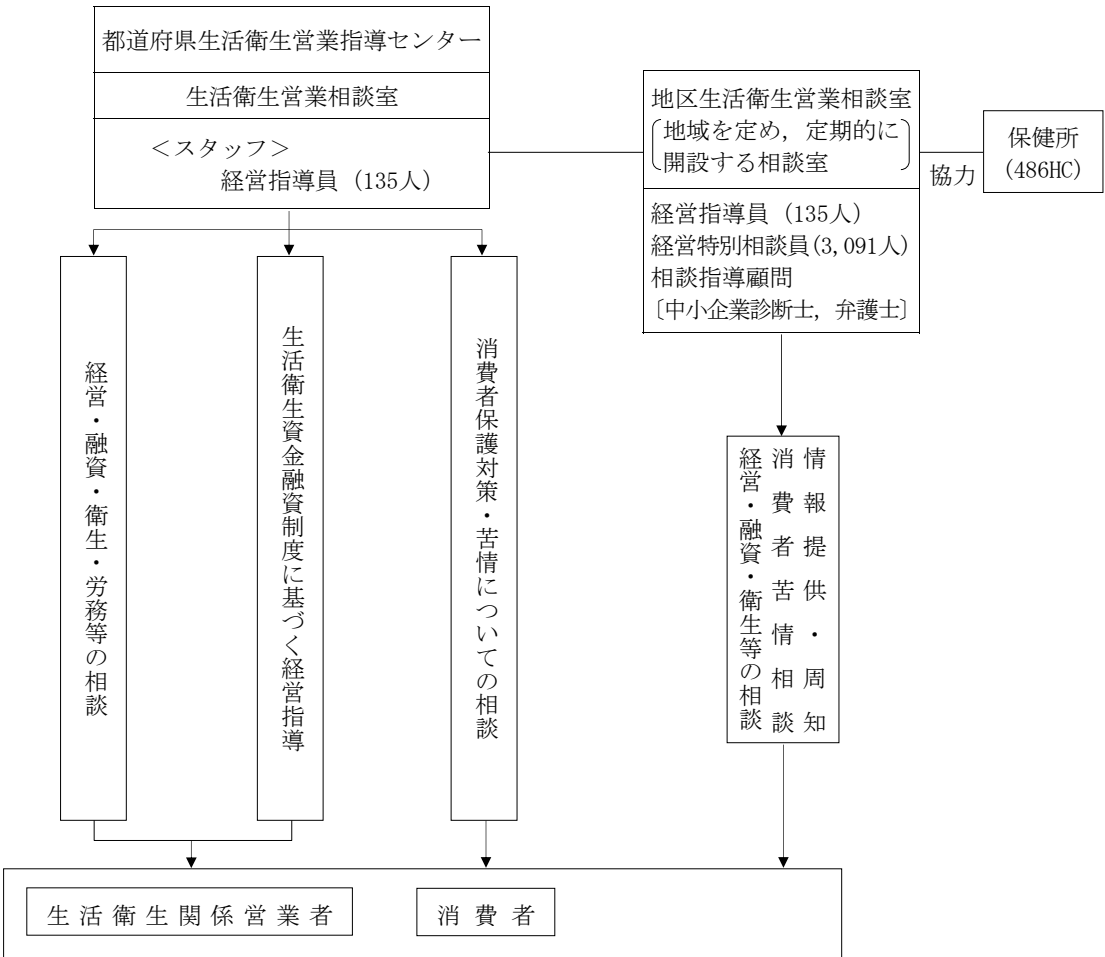 都道府県生活衛生営業指導センター
生活衛生営業相談室
<スタッフ>
経営指導員（135人）
地区生活衛生営業相談室
〔地域を定め，定期的に
開設する相談室〕
経営指導員（135人）
経営特別相談員(3,091人)
相談指導顧問
〔中小企業診断士，弁護士〕
協力
保健所
(486HC)
経営・融資・衛生・労務等の相談
生活衛生資金融資制度に基づく経営指導
消費者保護対策・苦情についての相談
情報提供・周知
消費者苦情相談
経営・融資・衛生等の相談
生活衛生関係営業者
消費者